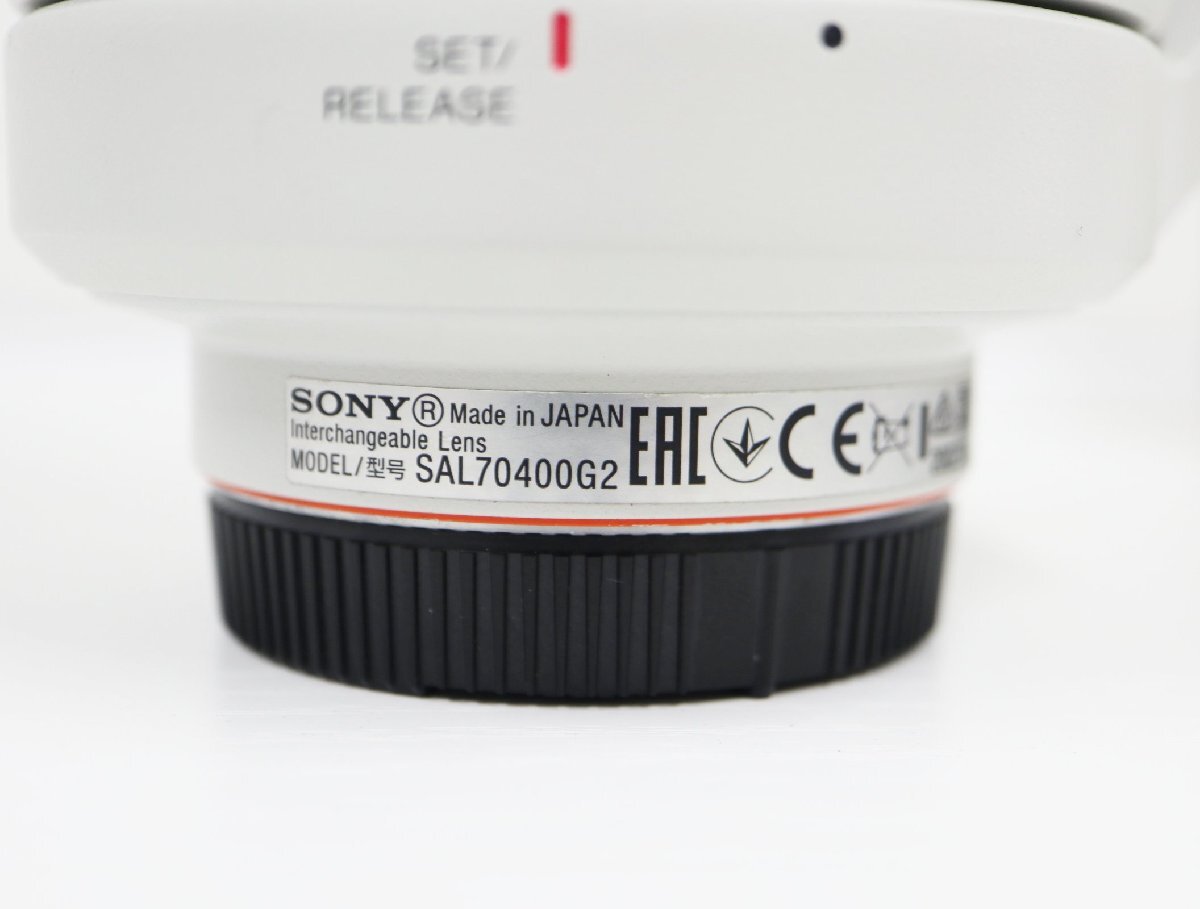 SET/
RELEASE
SONY® Made in JAPAN
Interchangeable Lens
MODEL/型号 SAL70400G2
EAC CE